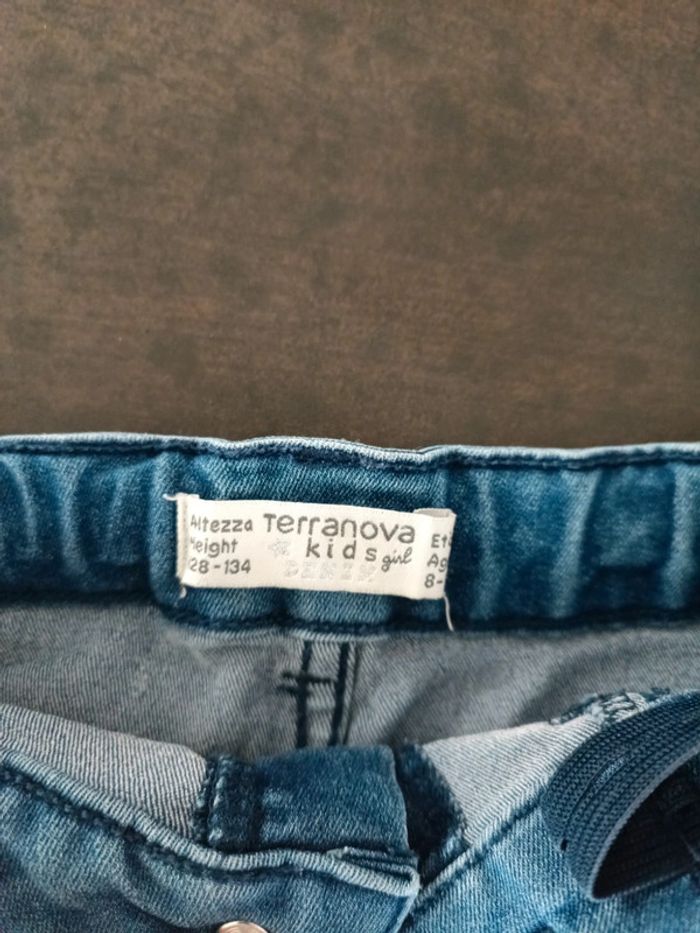 Altezza
Height
28-134
Terranova
kids girl
DENIM
Et
Ag
8-